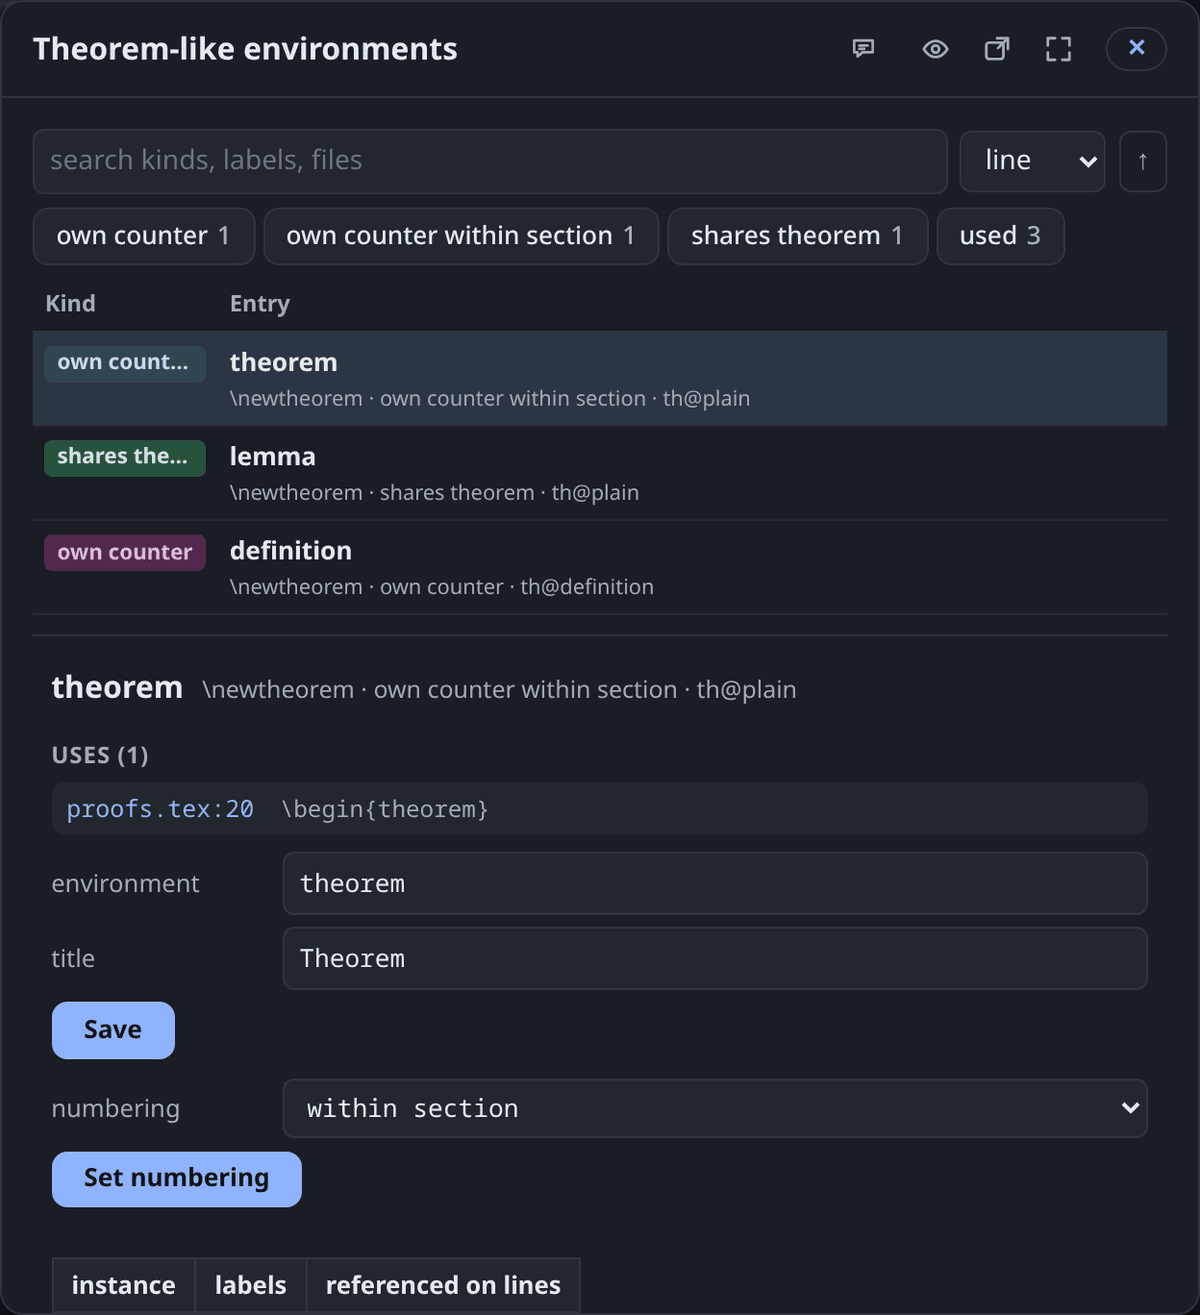 Theorem-like environments
search kinds, labels, files
line
↑
own counter 1
own counter within section 1
shares theorem 1
used 3
Kind Entry
own count... theorem
\newtheorem · own counter within section · th@plain
shares the... lemma
\newtheorem · shares theorem · th@plain
own counter definition
\newtheorem · own counter · th@definition
theorem \newtheorem · own counter within section · th@plain
USES (1)
proofs.tex:20 \begin{theorem}
environment theorem
title Theorem
Save
numbering within section
Set numbering
instance labels referenced on lines